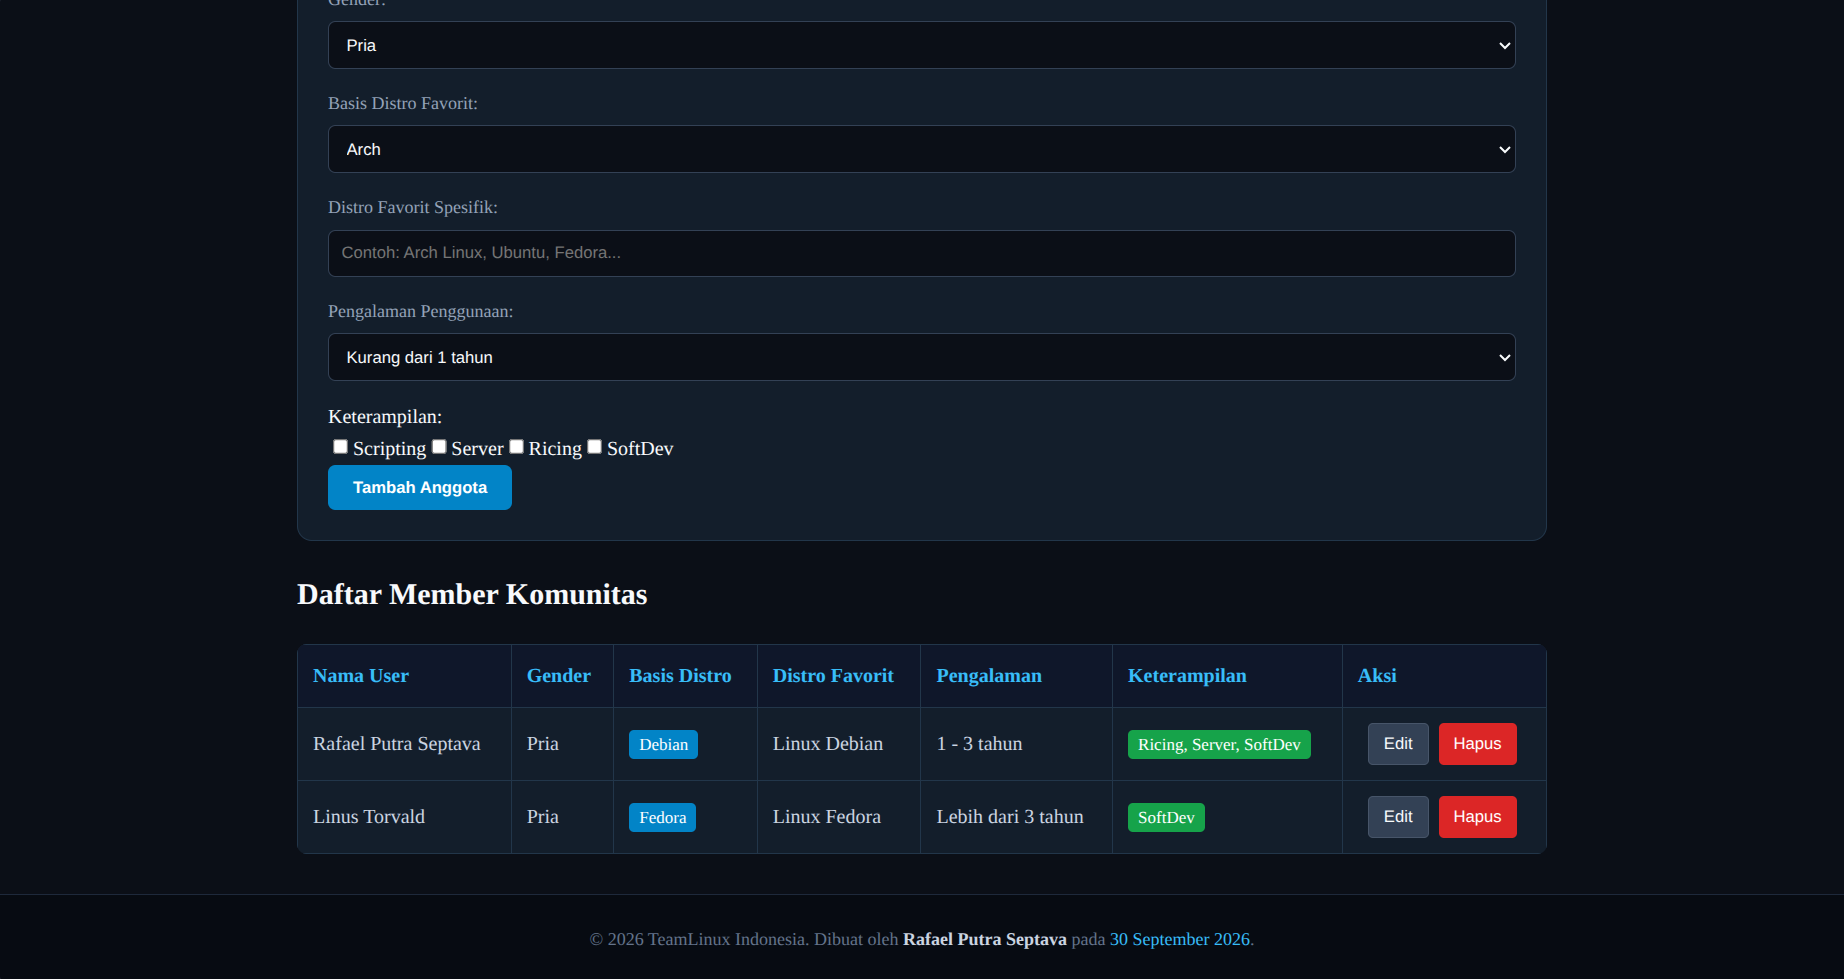 Gender:
Pria
Basis Distro Favorit:
Arch
Distro Favorit Spesifik:
Contoh: Arch Linux, Ubuntu, Fedora...
Pengalaman Penggunaan:
Kurang dari 1 tahun
Keterampilan:
Scripting Server Ricing SoftDev
Tambah Anggota
Daftar Member Komunitas
Nama User Gender Basis Distro Distro Favorit Pengalaman Keterampilan Aksi
Rafael Putra Septava Pria Debian Linux Debian 1 - 3 tahun Ricing, Server, SoftDev Edit Hapus
Linus Torvald Pria Fedora Linux Fedora Lebih dari 3 tahun SoftDev Edit Hapus
© 2026 TeamLinux Indonesia. Dibuat oleh Rafael Putra Septava pada 30 September 2026.